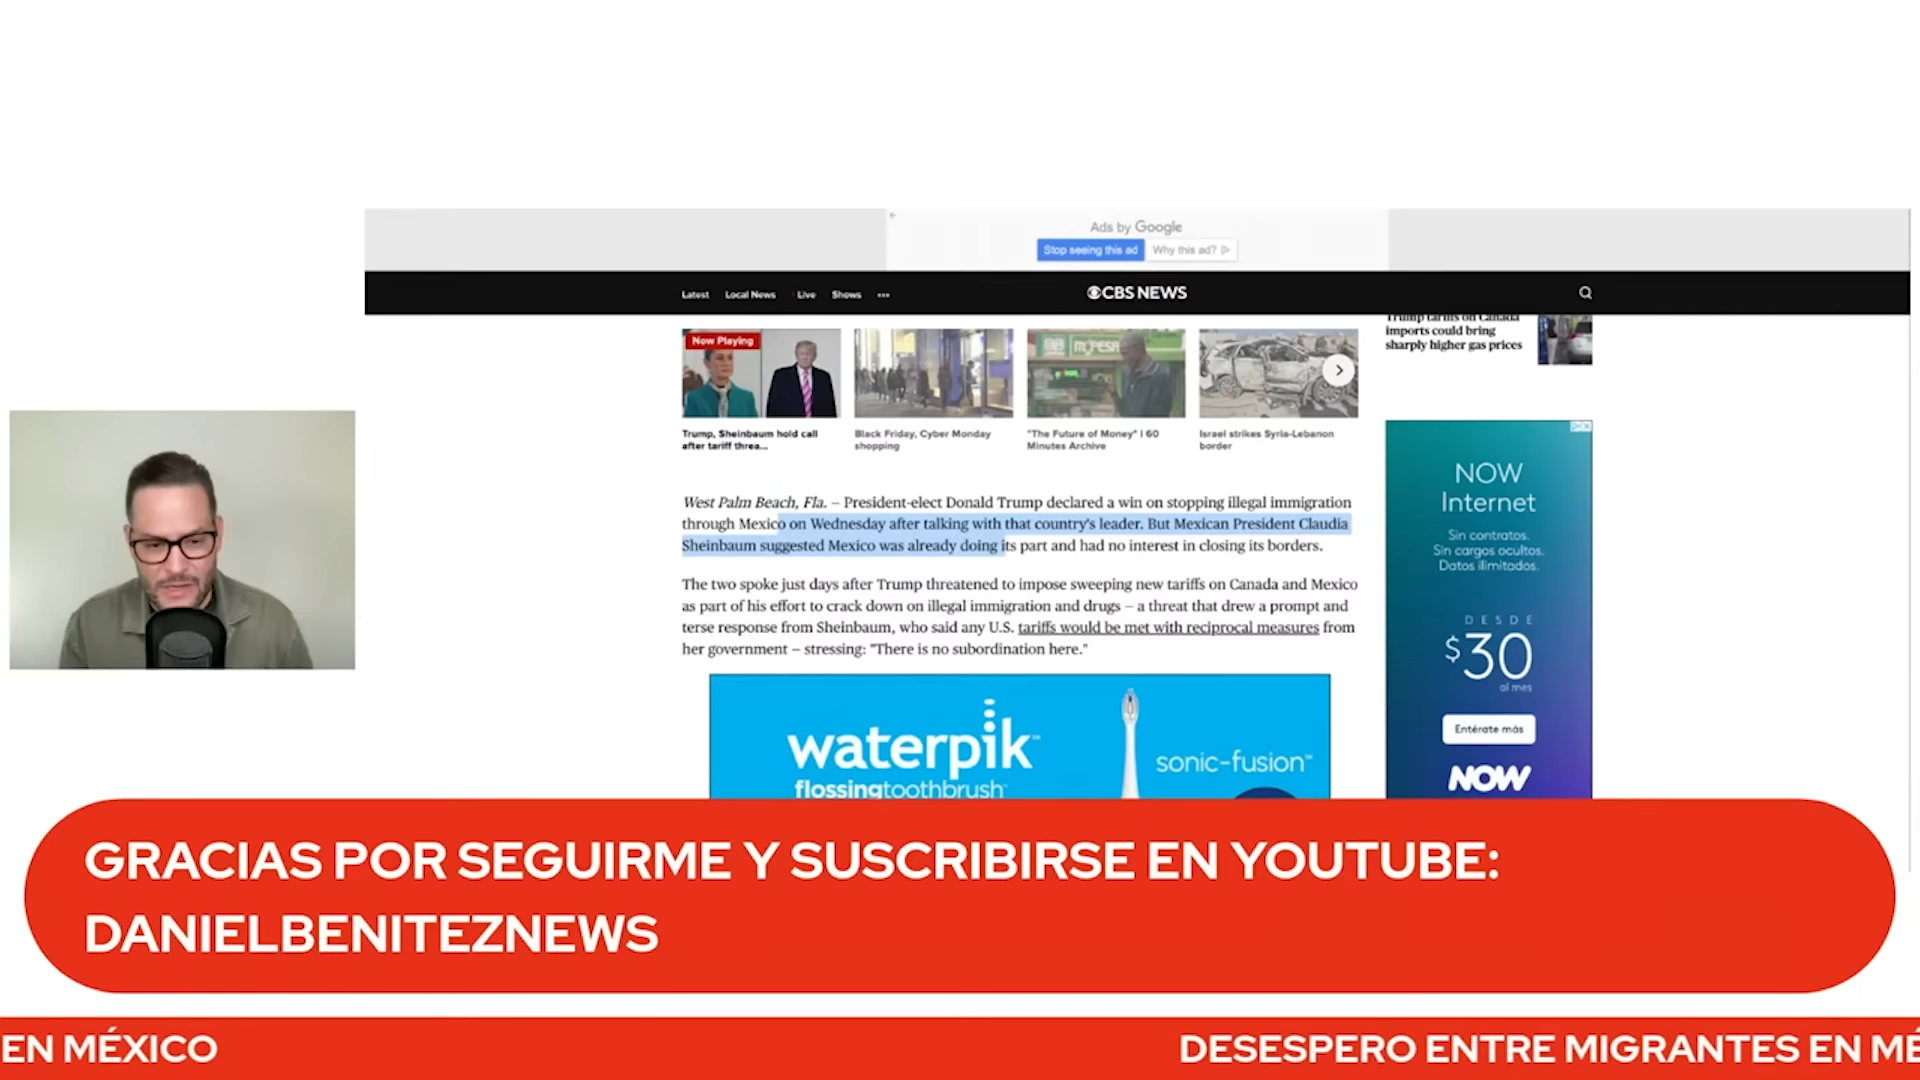 Ads by Google
Stop seeing this ad
Why this ad?
Latest
Local News
Live
Shows
CBS NEWS
Now Playing
Trump, Sheinbaum hold call
after tariff threa...
Black Friday, Cyber Monday
shopping
"The Future of Money" | 60
Minutes Archive
Israel strikes Syria-Lebanon
border
Trump tariffs on Canada
imports could bring
sharply higher gas prices
West Palm Beach, Fla. — President-elect Donald Trump declared a win on stopping illegal immigration
through Mexico on Wednesday after talking with that country's leader. But Mexican President Claudia
Sheinbaum suggested Mexico was already doing its part and had no interest in closing its borders.
The two spoke just days after Trump threatened to impose sweeping new tariffs on Canada and Mexico
as part of his effort to crack down on illegal immigration and drugs — a threat that drew a prompt and
terse response from Sheinbaum, who said any U.S. tariffs would be met with reciprocal measures from
her government — stressing: "There is no subordination here."
waterpik™
flossingtoothbrush
sonic-fusion™
NOW
Internet
Sin contratos.
Sin cargos ocultos.
Datos ilimitados.
DESDE
$30
al mes
Entérate más
NOW
GRACIAS POR SEGUIRME Y SUSCRIBIRSE EN YOUTUBE:
DANIELBENITEZNEWS
EN MÉXICO
DESESPERO ENTRE MIGRANTES EN MÉ